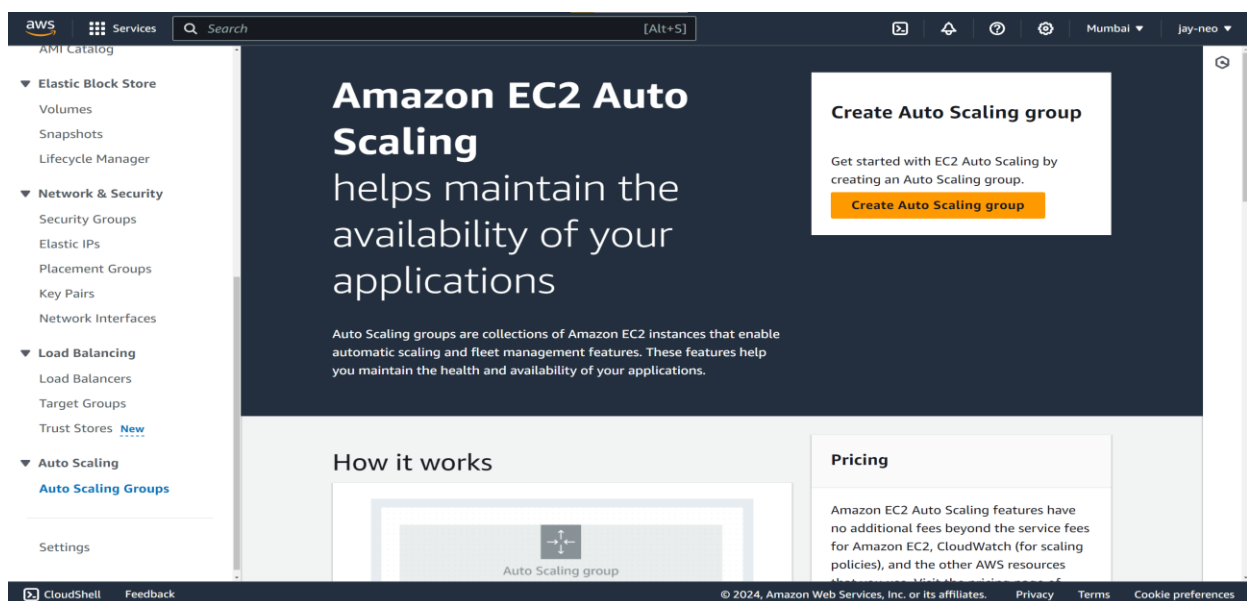 aws
Services
Search
[Alt+S]
Mumbai
jay-neo
AMI Catalog
Elastic Block Store
Volumes
Snapshots
Lifecycle Manager
Network & Security
Security Groups
Elastic IPs
Placement Groups
Key Pairs
Network Interfaces
Load Balancing
Load Balancers
Target Groups
Trust Stores New
Auto Scaling
Auto Scaling Groups
Settings
Amazon EC2 Auto
Scaling
helps maintain the
availability of your
applications
Auto Scaling groups are collections of Amazon EC2 instances that enable
automatic scaling and fleet management features. These features help
you maintain the health and availability of your applications.
Create Auto Scaling group
Get started with EC2 Auto Scaling by
creating an Auto Scaling group.
Create Auto Scaling group
How it works
Auto Scaling group
Pricing
Amazon EC2 Auto Scaling features have
no additional fees beyond the service fees
for Amazon EC2, CloudWatch (for scaling
policies), and the other AWS resources
CloudShell
Feedback
© 2024, Amazon Web Services, Inc. or its affiliates.
Privacy
Terms
Cookie preferences